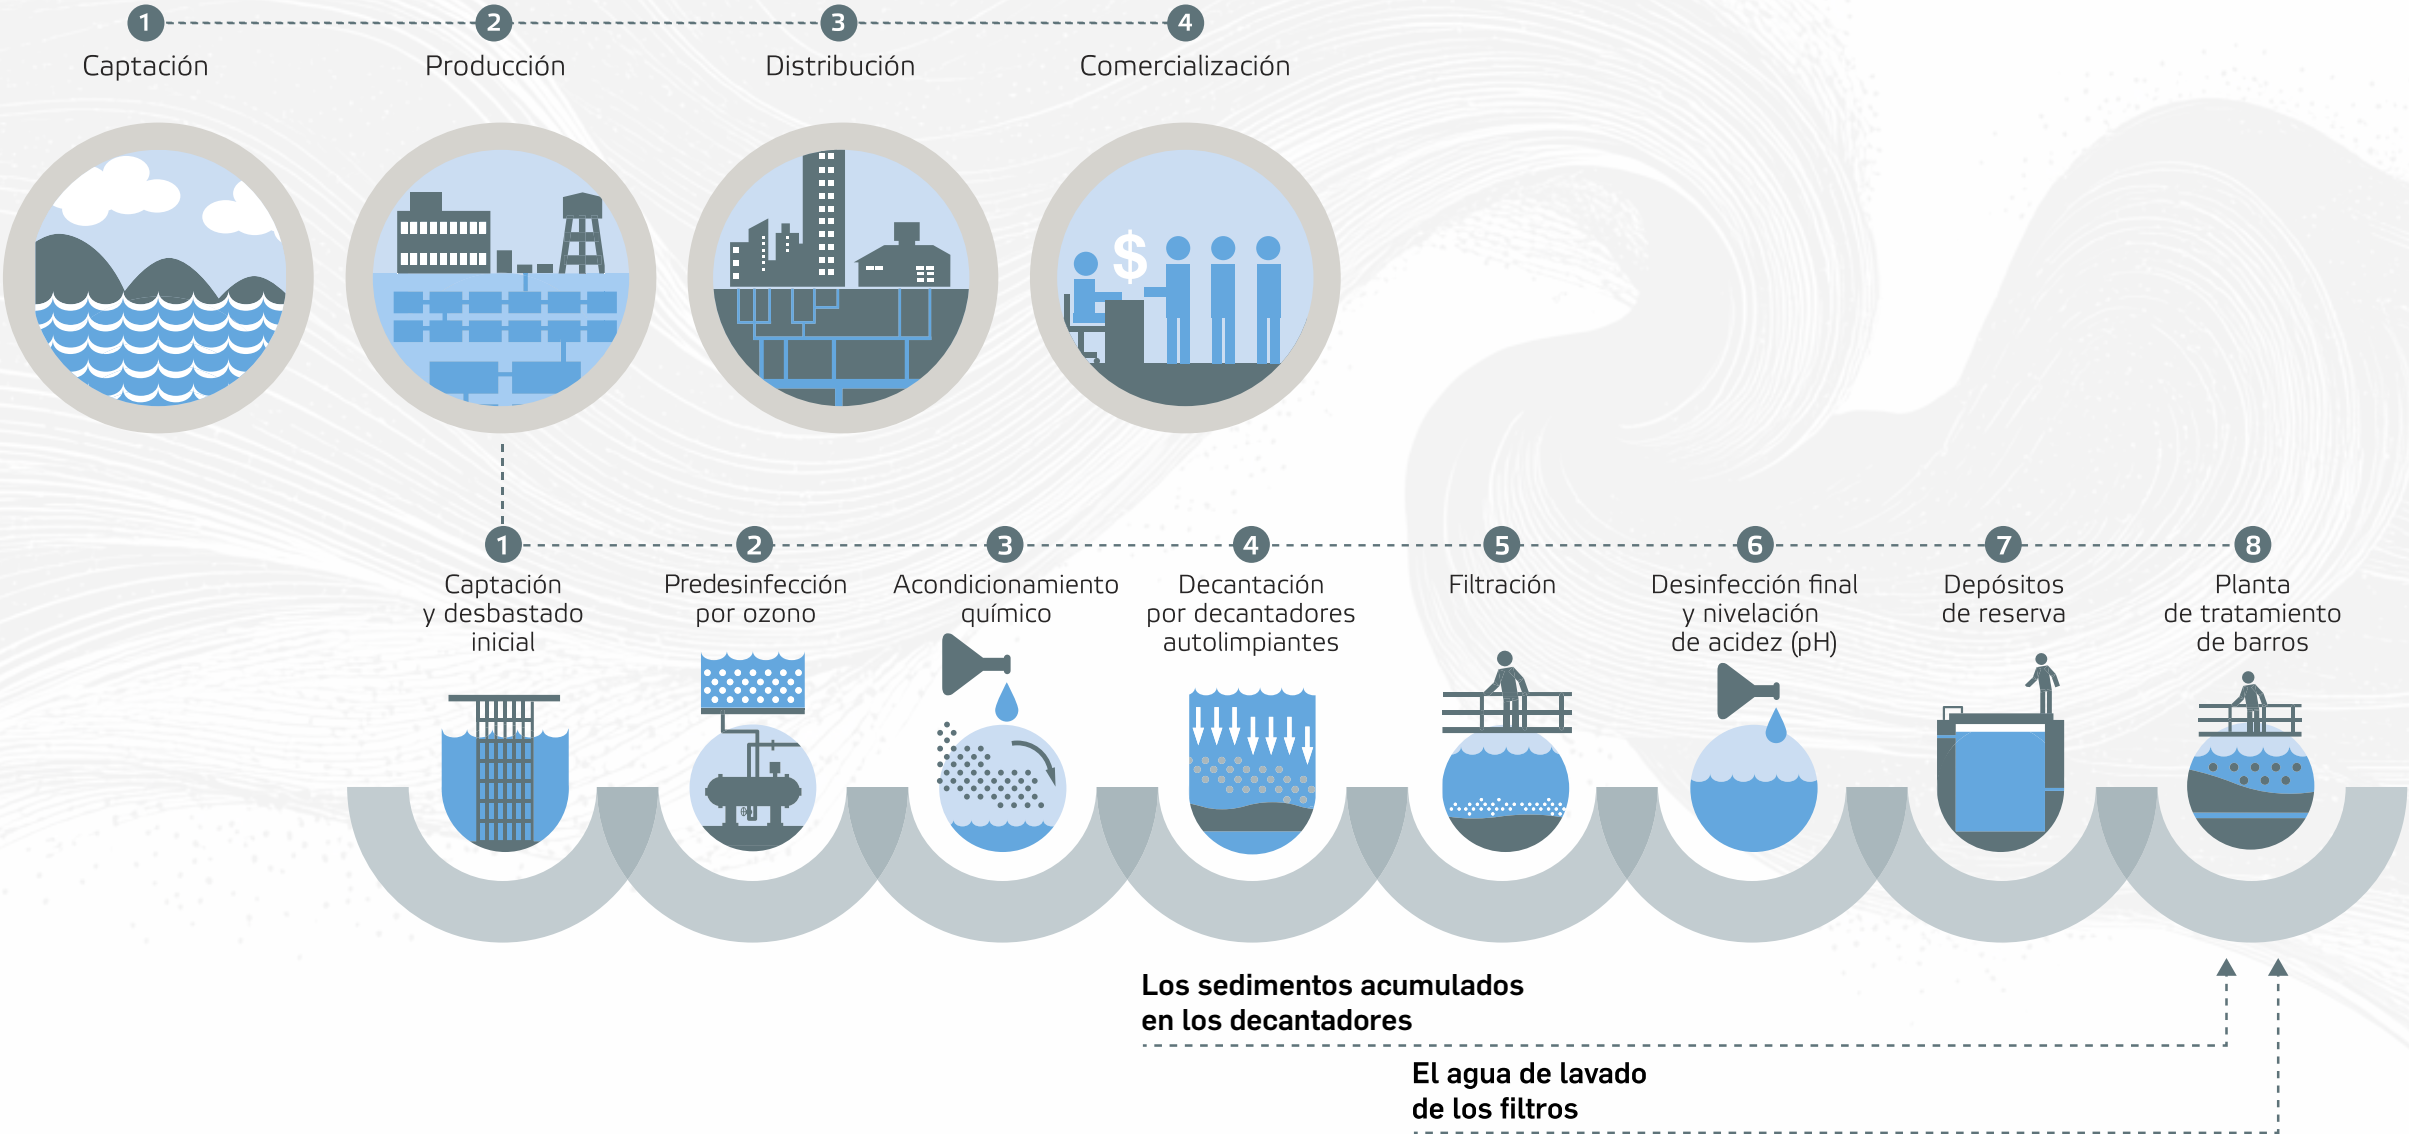 1
Captación
2
Producción
3
Distribución
4
Comercialización
$
1
Captación
y desbastado
inicial
2
Predesinfección
por ozono
3
Acondicionamiento
químico
4
Decantación
por decantadores
autolimpiantes
5
Filtración
6
Desinfección final
y nivelación
de acidez (pH)
7
Depósitos
de reserva
8
Planta
de tratamiento
de barros
Los sedimentos acumulados
en los decantadores
El agua de lavado
de los filtros